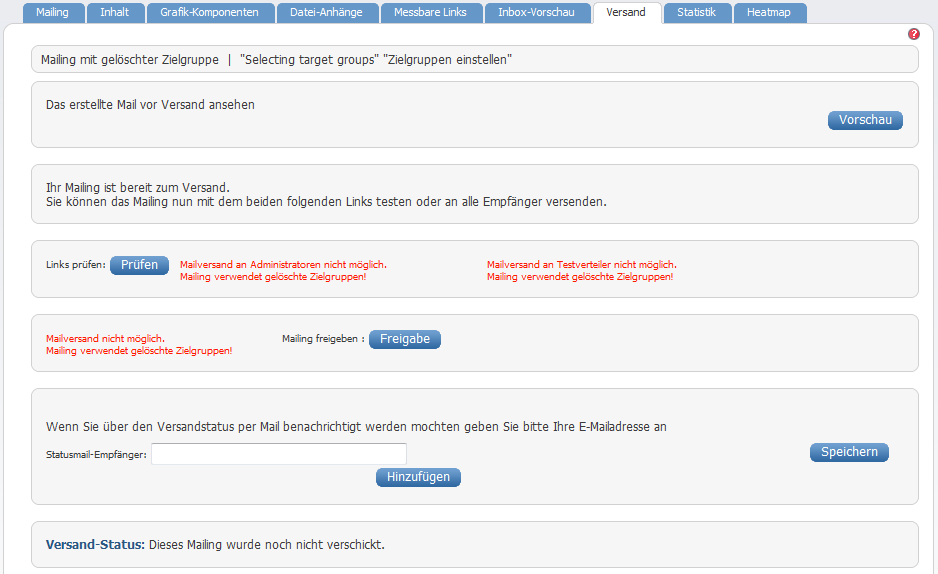 Mailing Inhalt Grafik-Komponenten Datei-Anhänge Messbare Links Inbox-Vorschau Versand Statistik Heatmap
?
Mailing mit gelöschter Zielgruppe | "Selecting target groups" "Zielgruppen einstellen"
Das erstellte Mail vor Versand ansehen
Vorschau
Ihr Mailing ist bereit zum Versand.
Sie können das Mailing nun mit dem beiden folgenden Links testen oder an alle Empfänger versenden.
Links prüfen: Prüfen
Mailversand an Administratoren nicht möglich.
Mailing verwendet gelöschte Zielgruppen!
Mailversand an Testverteiler nicht möglich.
Mailing verwendet gelöschte Zielgruppen!
Mailversand nicht möglich.
Mailing verwendet gelöschte Zielgruppen!
Mailing freigeben : Freigabe
Wenn Sie über den Versandstatus per Mail benachrichtigt werden mochten geben Sie bitte Ihre E-Mailadresse an
Statusmail-Empfänger:
Speichern
Hinzufügen
Versand-Status: Dieses Mailing wurde noch nicht verschickt.